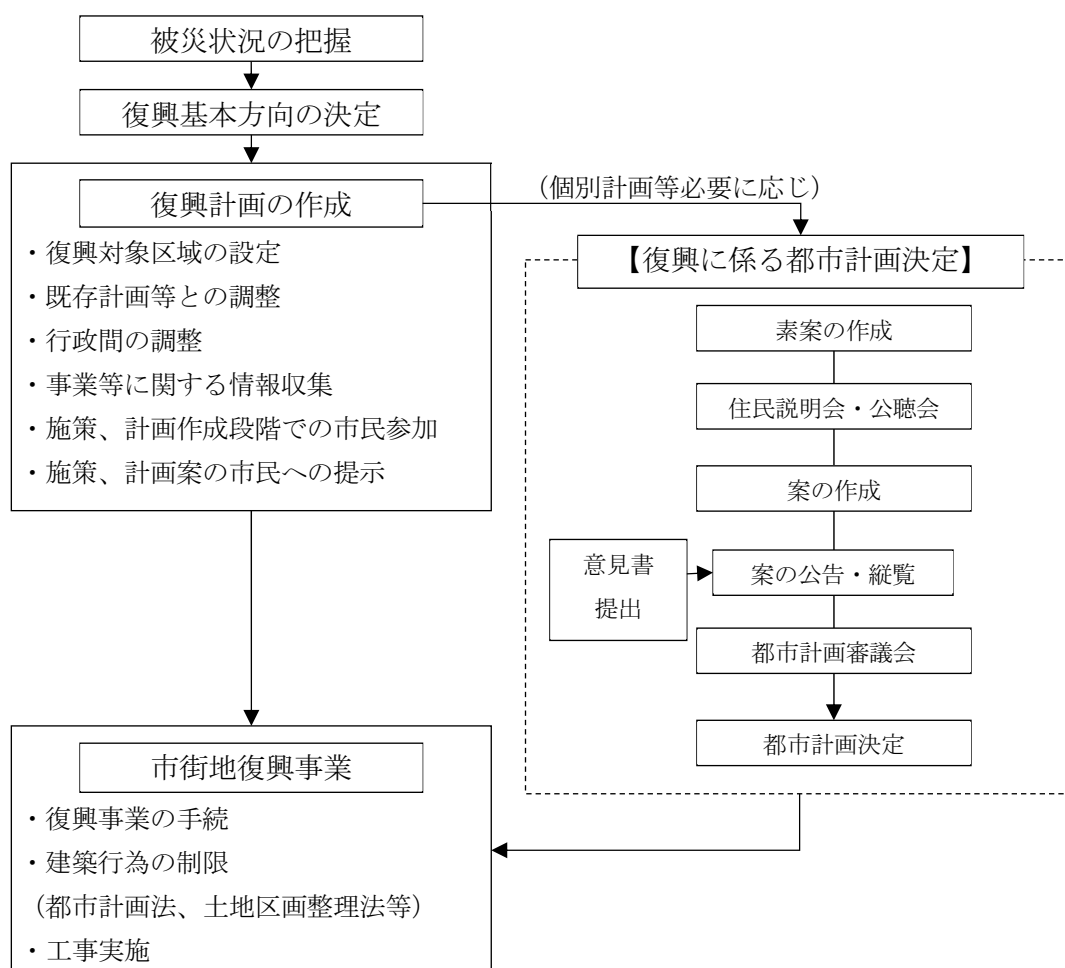 被災状況の把握
復興基本方向の決定
復興計画の作成
・復興対象区域の設定
・既存計画等との調整
・行政間の調整
・事業等に関する情報収集
・施策、計画作成段階での市民参加
・施策、計画案の市民への提示
（個別計画等必要に応じ）
【復興に係る都市計画決定】
素案の作成
住民説明会・公聴会
案の作成
意見書
提出
案の公告・縦覧
都市計画審議会
都市計画決定
市街地復興事業
・復興事業の手続
・建築行為の制限
（都市計画法、土地区画整理法等）
・工事実施